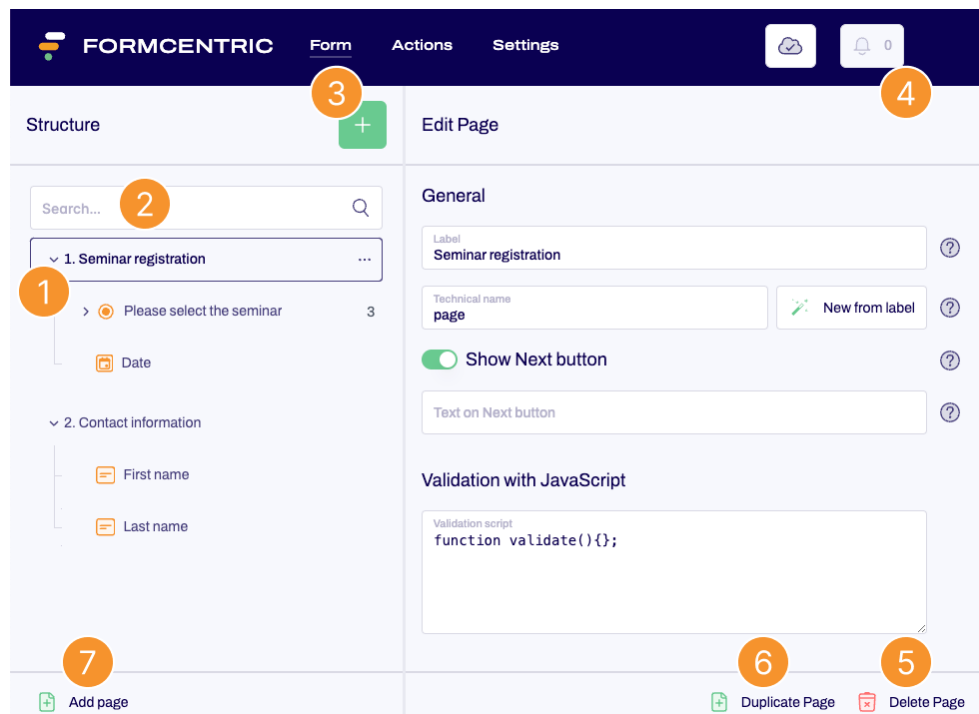 FORMCENTRIC Form Actions Settings 0
3
4
Structure
Edit Page
General
Search...
2
Label
Seminar registration
1. Seminar registration ...
1
Technical name
page
New from label
Please select the seminar 3
Show Next button
Date
Text on Next button
2. Contact information
First name
Validation with JavaScript
Last name
Validation script
function validate(){};
7
6
5
Add page
Duplicate Page
Delete Page